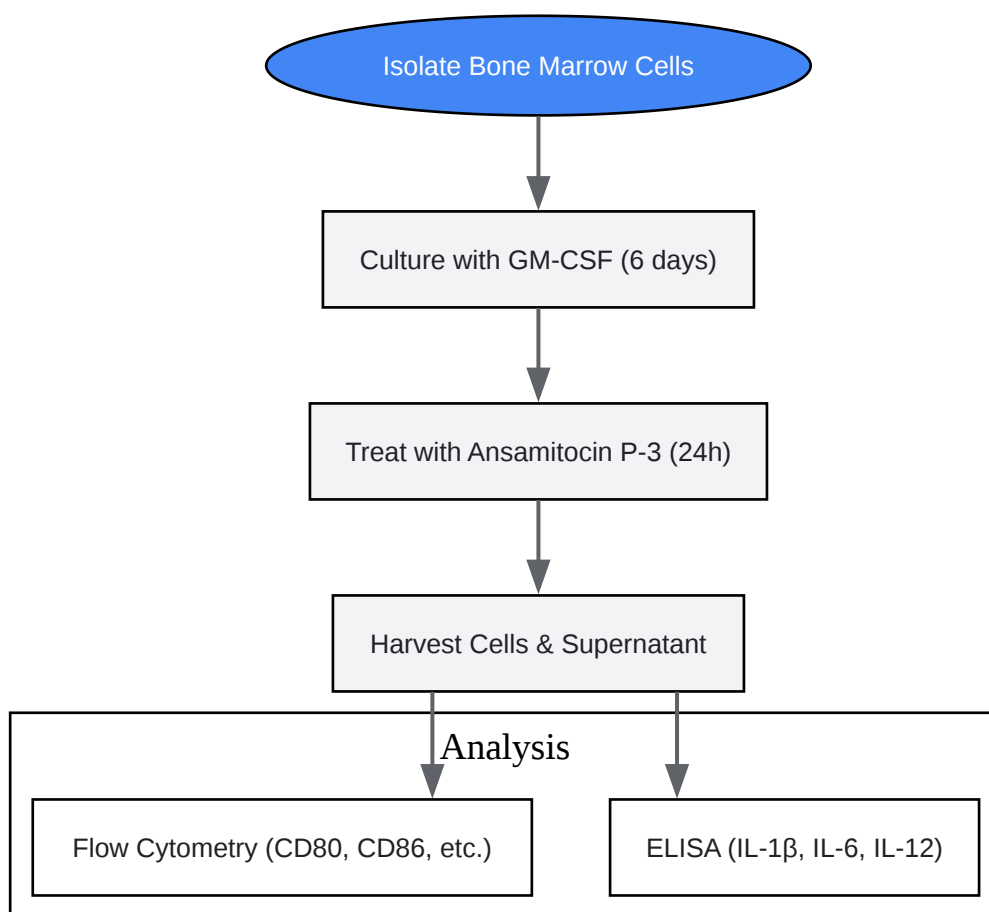 Isolate Bone Marrow Cells
Culture with GM-CSF (6 days)
Treat with Ansamitocin P-3 (24h)
Harvest Cells & Supernatant
Analysis
Flow Cytometry (CD80, CD86, etc.)
ELISA (IL-1β, IL-6, IL-12)